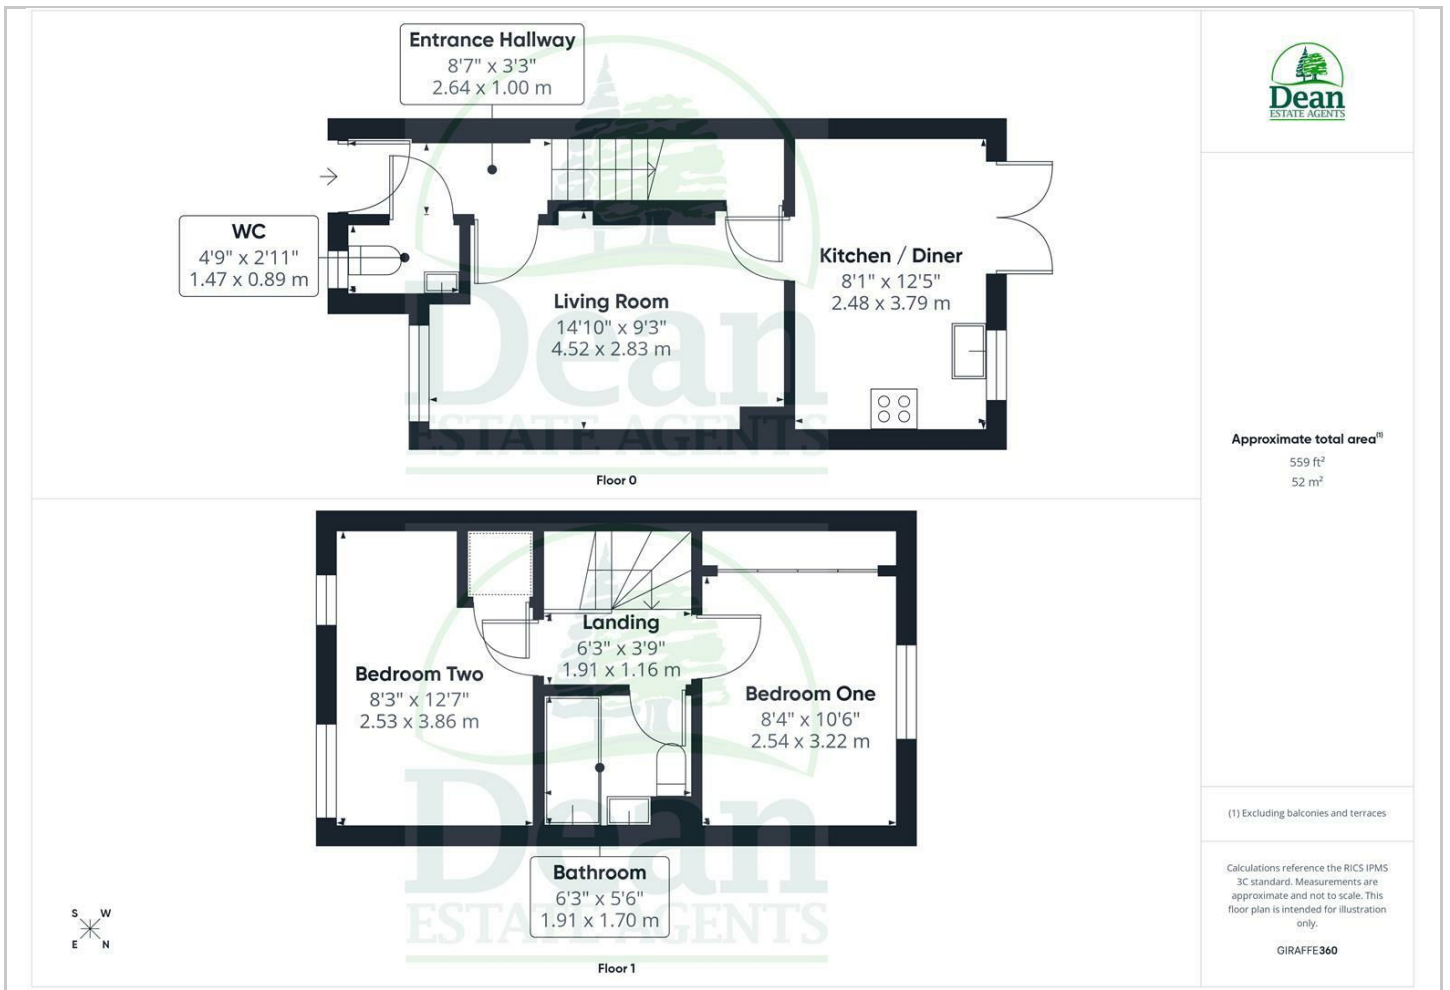 Entrance Hallway
8'7" x 3'3"
2.64 x 1.00 m
WC
4'9" x 2'11"
1.47 x 0.89 m
Living Room
14'10" x 9'3"
4.52 x 2.83 m
Kitchen / Diner
8'1" x 12'5"
2.48 x 3.79 m
Dean
ESTATE AGENTS
Floor 0
Dean
ESTATE AGENTS
Approximate total area(1)
559 ft²
52 m²
Landing
6'3" x 3'9"
1.91 x 1.16 m
Bedroom Two
8'3" x 12'7"
2.53 x 3.86 m
Bedroom One
8'4" x 10'6"
2.54 x 3.22 m
Bathroom
6'3" x 5'6"
1.91 x 1.70 m
Dean
ESTATE AGENTS
Floor 1
S W
E N
(1) Excluding balconies and terraces
Calculations reference the RICS IPMS
3C standard. Measurements are
approximate and not to scale. This
floor plan is intended for illustration
only.
GIRAFFE360